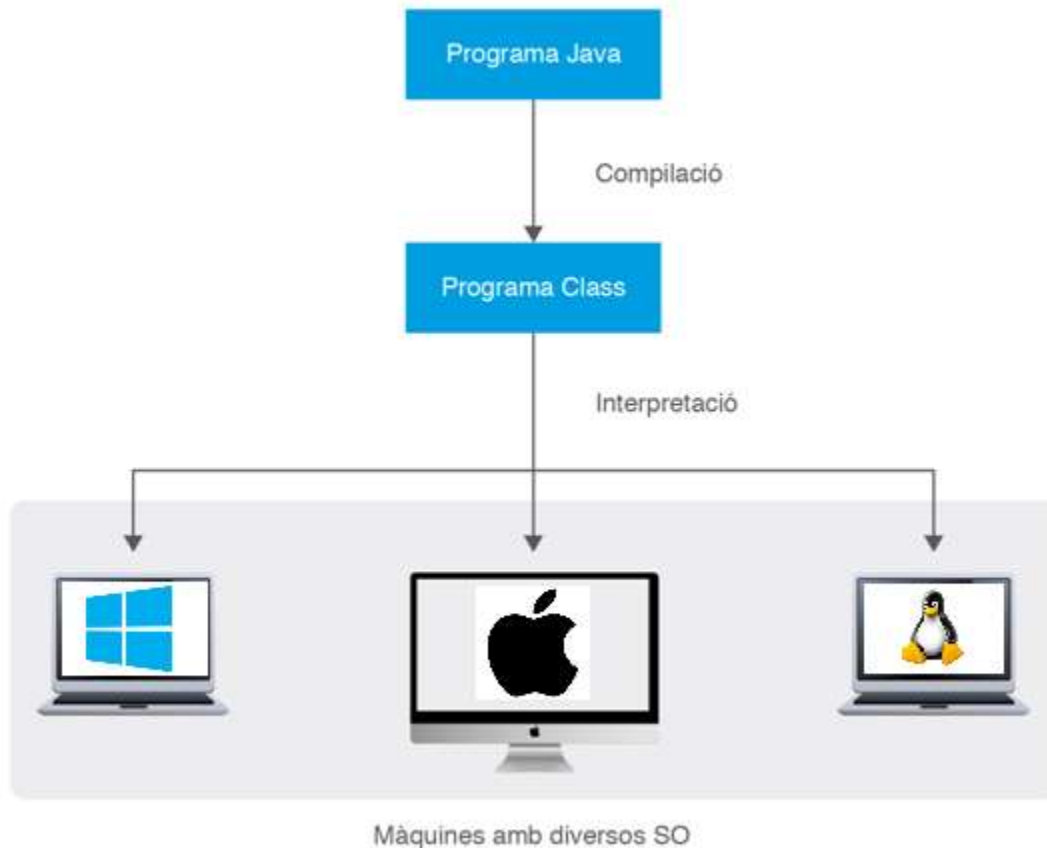 Programa Java
Compilació
Programa Class
Interpretació
Màquines amb diversos SO